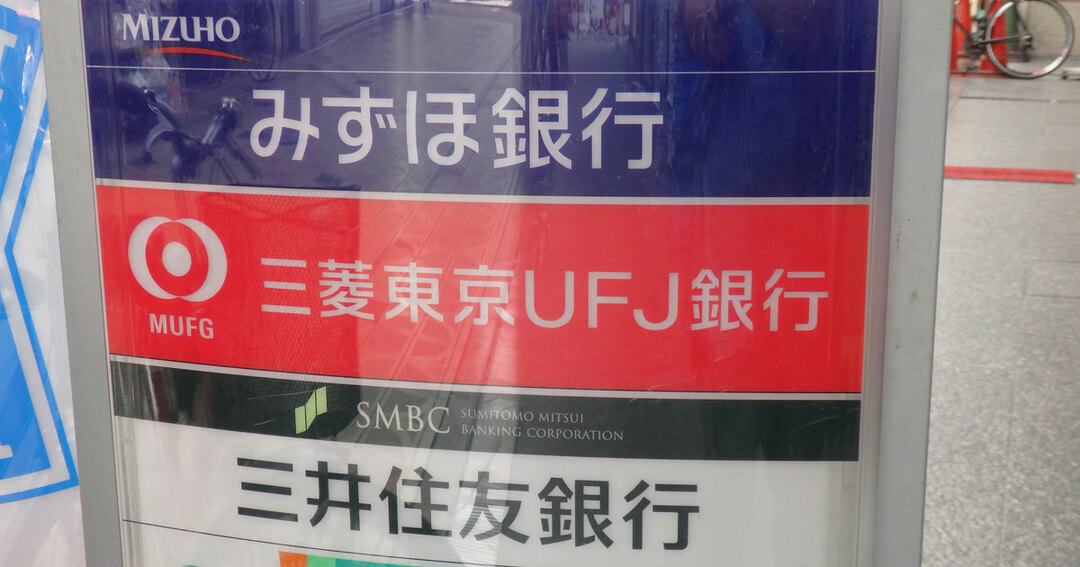 MIZUHO
みずほ銀行
MUFG
三菱東京UFJ銀行
SMBC
SUMITOMO MITSUI
BANKING CORPORATION
三井住友銀行